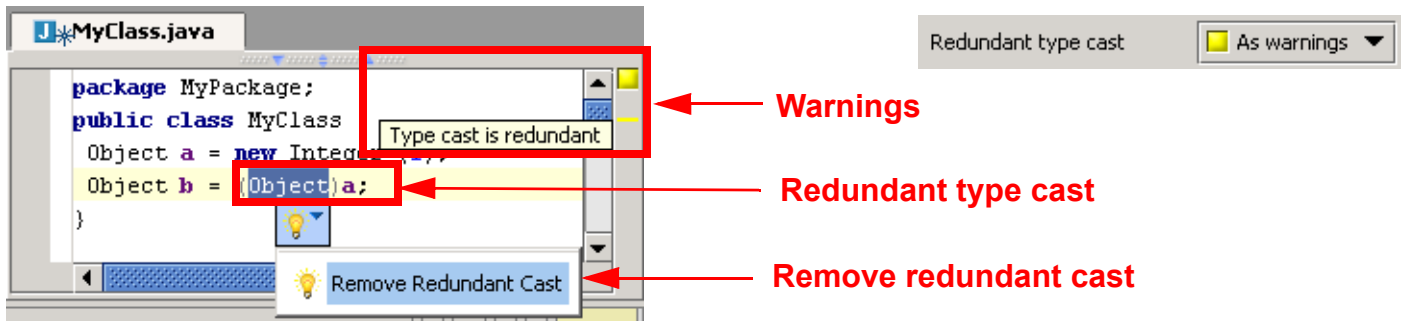 MyClass.java
Redundant type cast
As warnings
package MyPackage;
public class MyClass
Type cast is redundant
Warnings
Object a = new Integer (1);
Object b = (Object)a;
Redundant type cast
}
Remove Redundant Cast
Remove redundant cast